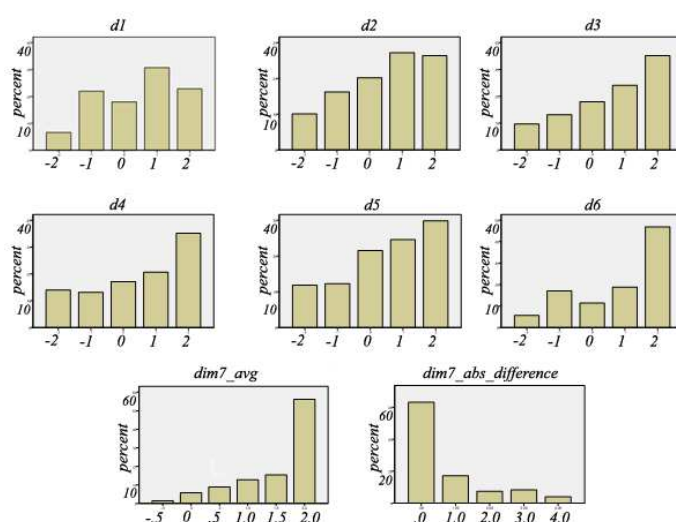 d1 d2 d3
percent 40 10 percent 40 10 percent 40 10
-2 -1 0 1 2 -2 -1 0 1 2 -2 -1 0 1 2
d4 d5 d6
percent 40 10 percent 40 10 percent 40 10
-2 -1 0 1 2 -2 -1 0 1 2 -2 -1 0 1 2
dim7_avg dim7_abs_difference
percent 60 10 percent 60 20
-.5 0 .5 1.0 1.5 2.0 .0 1.0 2.0 3.0 4.0